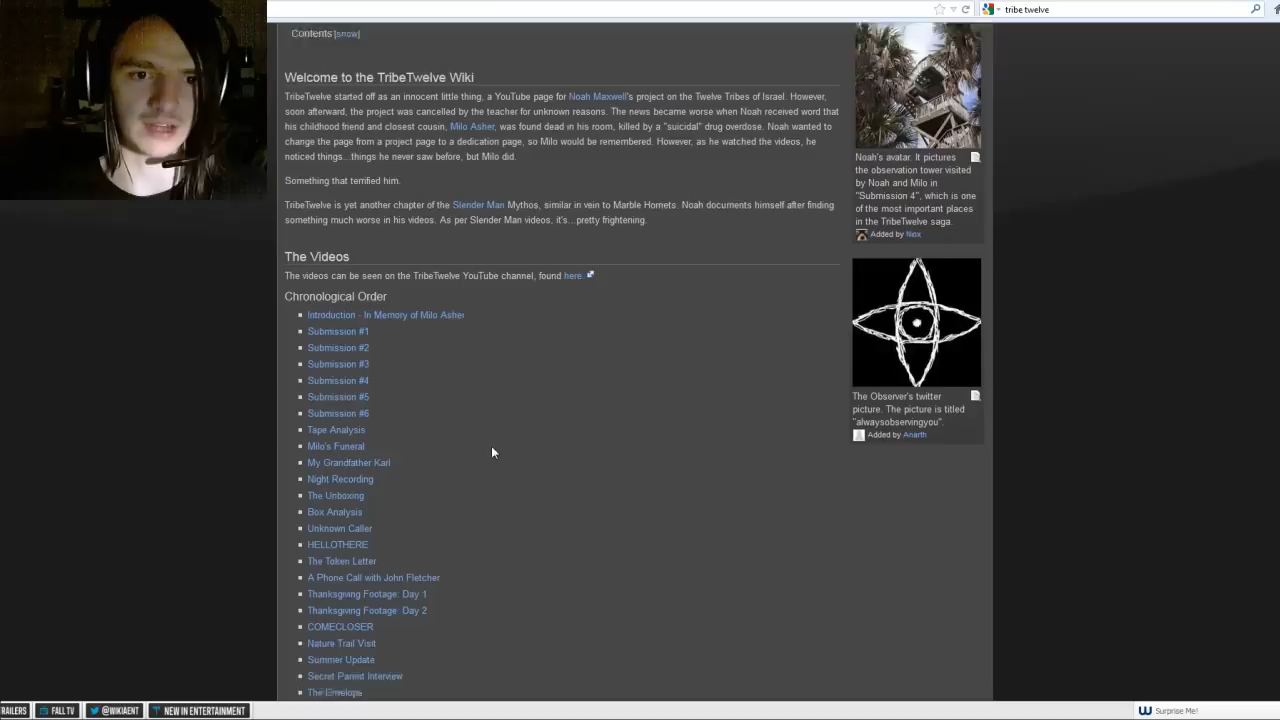 tribe twelve
Contents [show]
Welcome to the TribeTwelve Wiki
TribeTwelve started off as an innocent little thing, a YouTube page for Noah Maxwell's project on the Twelve Tribes of Israel. However,
soon afterward, the project was cancelled by the teacher for unknown reasons. The news became worse when Noah received word that
his childhood friend and closest cousin, Milo Asher, was found dead in his room, killed by a "suicidal" drug overdose. Noah wanted to
change the page from a project page to a dedication page, so Milo would be remembered. However, as he watched the videos, he
noticed things...things he never saw before, but Milo did.
Something that terrified him.
TribeTwelve is yet another chapter of the Slender Man Mythos, similar in vein to Marble Hornets. Noah documents himself after finding
something much worse in his videos. As per Slender Man videos, it's...pretty frightening.
The Videos
The videos can be seen on the TribeTwelve YouTube channel, found here.
Chronological Order
Introduction - In Memory of Milo Asher
Submission #1
Submission #2
Submission #3
Submission #4
Submission #5
Submission #6
Tape Analysis
Milo's Funeral
My Grandfather Karl
Night Recording
The Unboxing
Box Analysis
Unknown Caller
HELLOTHERE
The Token Letter
A Phone Call with John Fletcher
Thanksgiving Footage: Day 1
Thanksgiving Footage: Day 2
COMECLOSER
Nature Trail Visit
Summer Update
Secret Parent Interview
The Envelope
Noah's avatar. It pictures
the observation tower visited
by Noah and Milo in
"Submission 4", which is one
of the most important places
in the TribeTwelve saga.
Added by Niox
The Observer's twitter
picture. The picture is titled
"alwaysobservingyou".
Added by Anarth
TRAILERS
FALL TV
@WIKIAENT
NEW IN ENTERTAINMENT
Surprise Me!